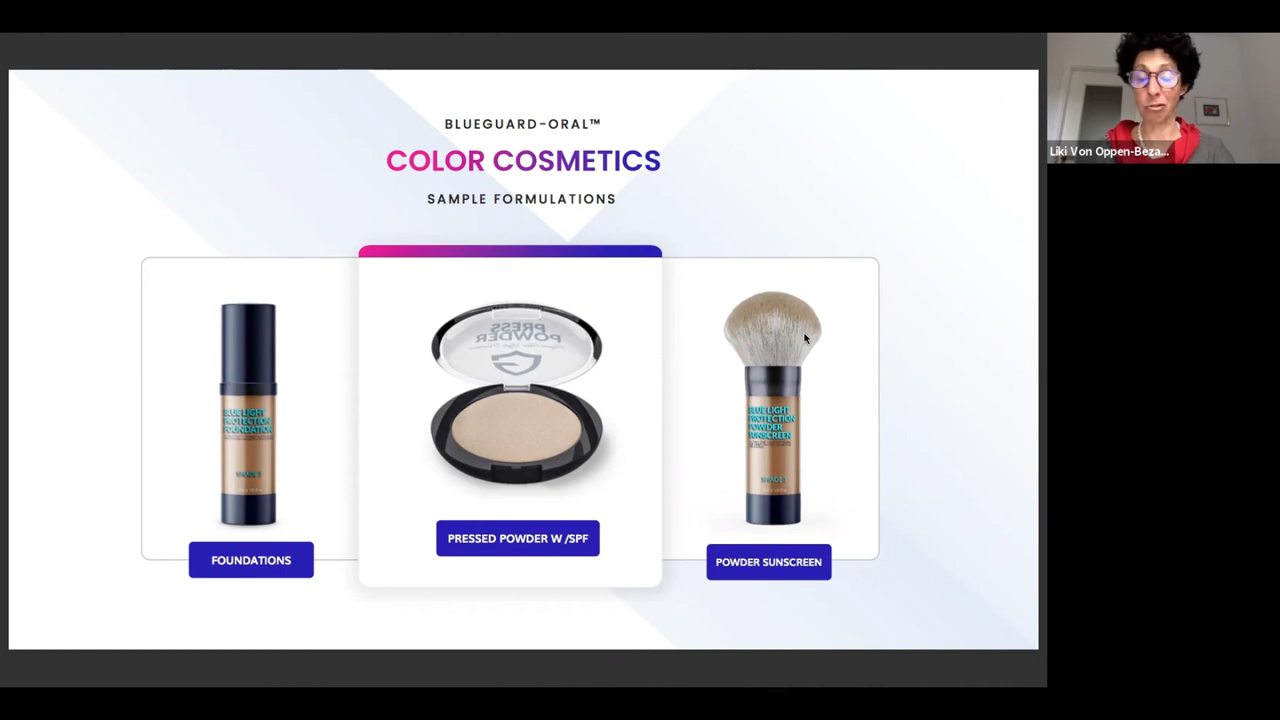 BLUEGUARD-ORAL™
COLOR COSMETICS
SAMPLE FORMULATIONS
BLUE LIGHT
PROTECTION
FOUNDATION
PRESS
POWDER
BLUE LIGHT
PROTECTION
POWDER
SUNSCREEN
FOUNDATIONS
PRESSED POWDER W /SPF
POWDER SUNSCREEN
Liki Von Oppen-Beza...